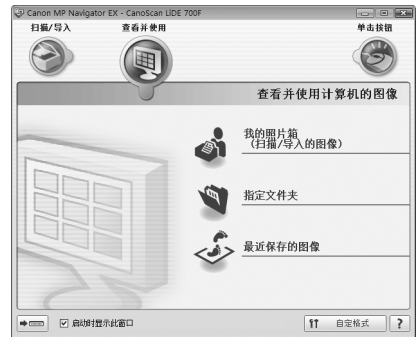 Canon MP Navigator EX - CanoScan LiDE 700F
扫描/导入
查看并使用
单击按钮
查看并使用计算机的图像
我的照片箱
(扫描/导入的图像)
指定文件夹
最近保存的图像
启动时显示此窗口
自定格式
?